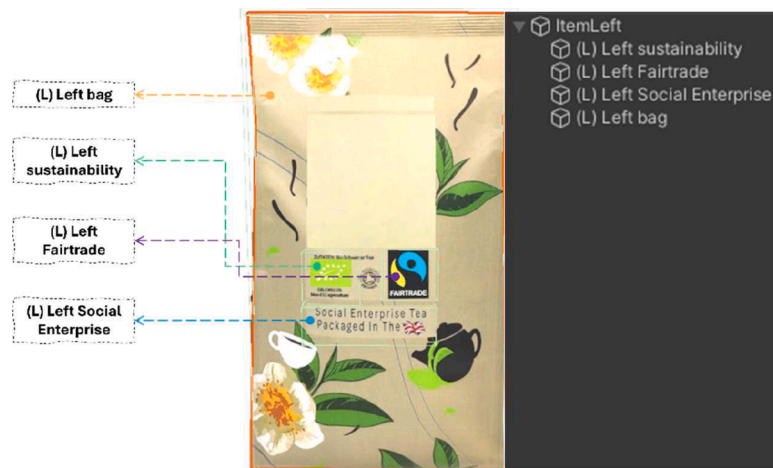 (L) Left bag
(L) Left
sustainability
(L) Left
Fairtrade
(L) Left Social
Enterprise
FAIRTRADE
Social Enterprise Tea
Packaged In The
ItemLeft
(L) Left sustainability
(L) Left Fairtrade
(L) Left Social Enterprise
(L) Left bag